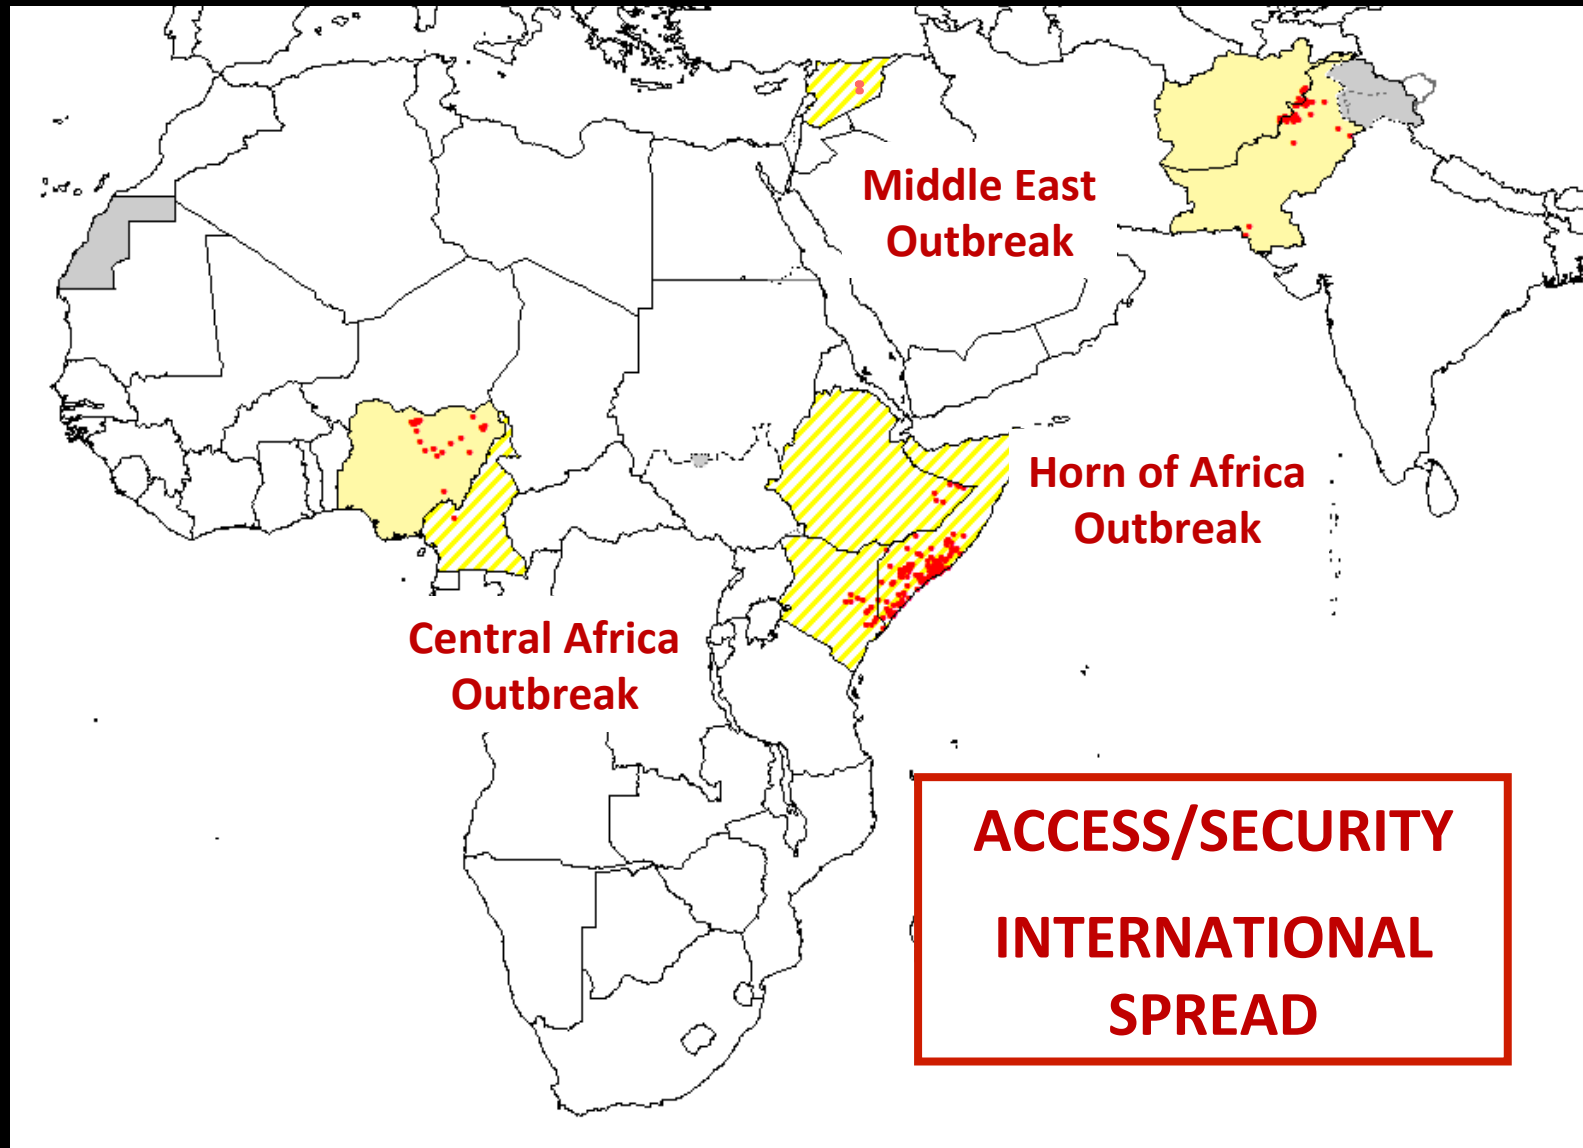 Middle East
Outbreak
Horn of Africa
Outbreak
Central Africa
Outbreak
ACCESS/SECURITY
INTERNATIONAL
SPREAD